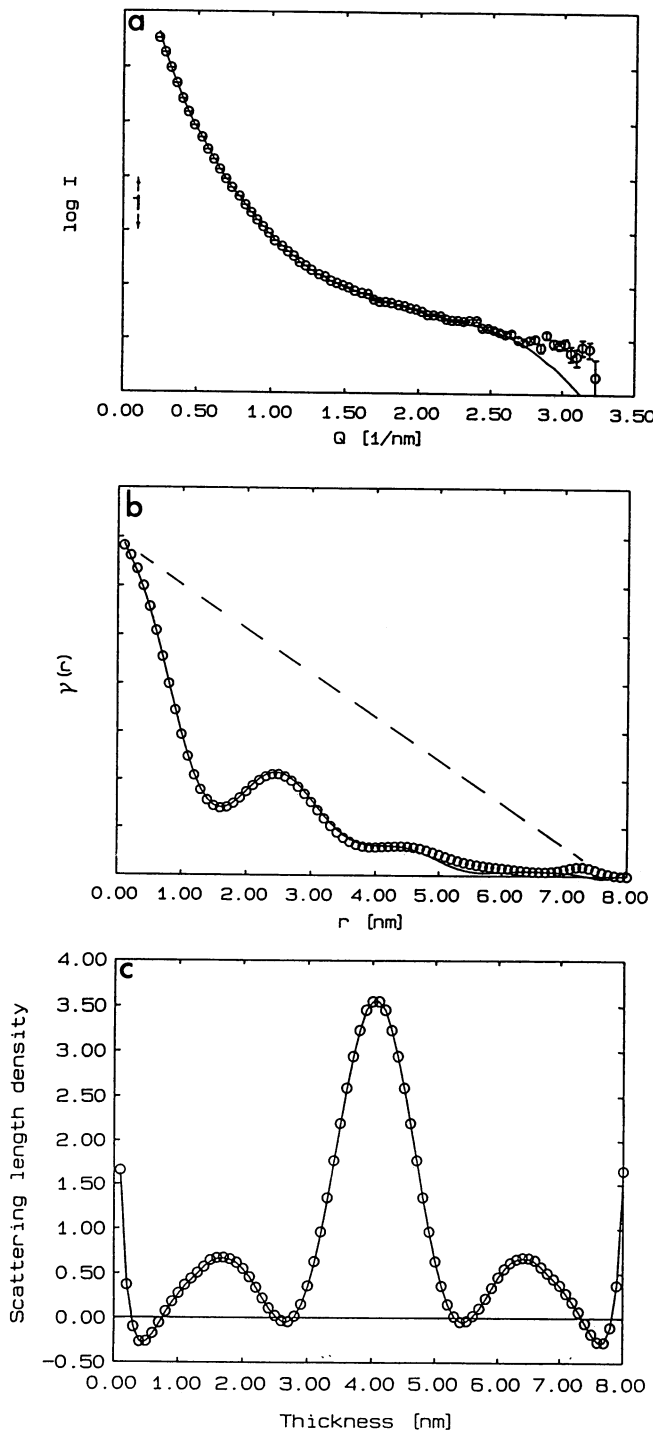 a
log I
0.00 0.50 1.00 1.50 2.00 2.50 3.00 3.50
Q [1/nm]
b
γ(r)
0.00 1.00 2.00 3.00 4.00 5.00 6.00 7.00 8.00
r [nm]
c
Scattering length density
4.00
3.50
3.00
2.50
2.00
1.50
1.00
0.50
0.00
−0.50
0.00 1.00 2.00 3.00 4.00 5.00 6.00 7.00 8.00
Thickness [nm]